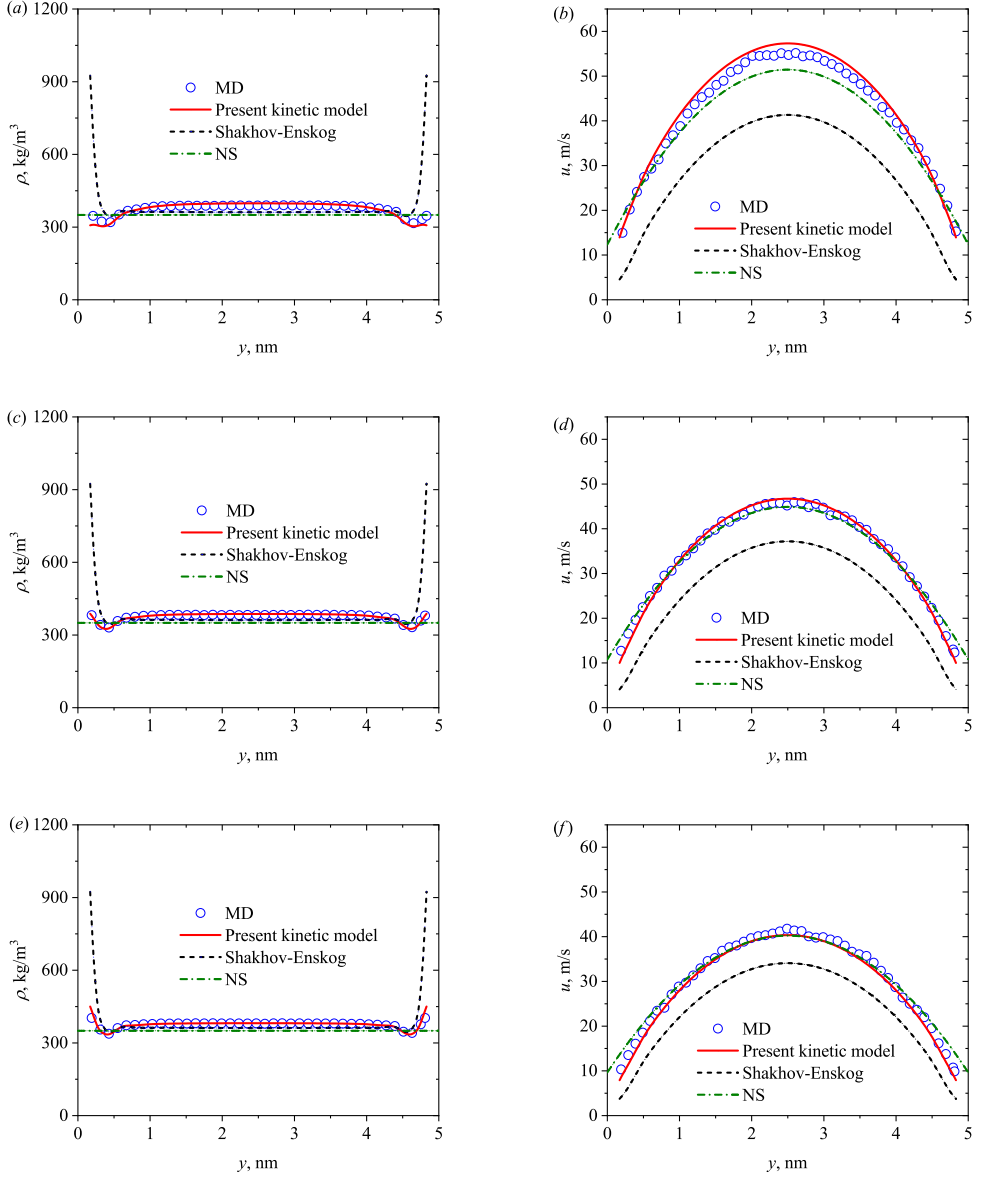 (a)
1200
900
600
300
0
ρ, kg/m³
MD
Present kinetic model
Shakhov-Enskog
NS
0 1 2 3 4 5
y, nm
(b)
60
50
40
30
20
10
0
u, m/s
MD
Present kinetic model
Shakhov-Enskog
NS
0 1 2 3 4 5
y, nm
(c)
1200
900
600
300
0
ρ, kg/m³
MD
Present kinetic model
Shakhov-Enskog
NS
0 1 2 3 4 5
y, nm
(d)
60
50
40
30
20
10
0
u, m/s
MD
Present kinetic model
Shakhov-Enskog
NS
0 1 2 3 4 5
y, nm
(e)
1200
900
600
300
0
ρ, kg/m³
MD
Present kinetic model
Shakhov-Enskog
NS
0 1 2 3 4 5
y, nm
(f)
60
50
40
30
20
10
0
u, m/s
MD
Present kinetic model
Shakhov-Enskog
NS
0 1 2 3 4 5
y, nm